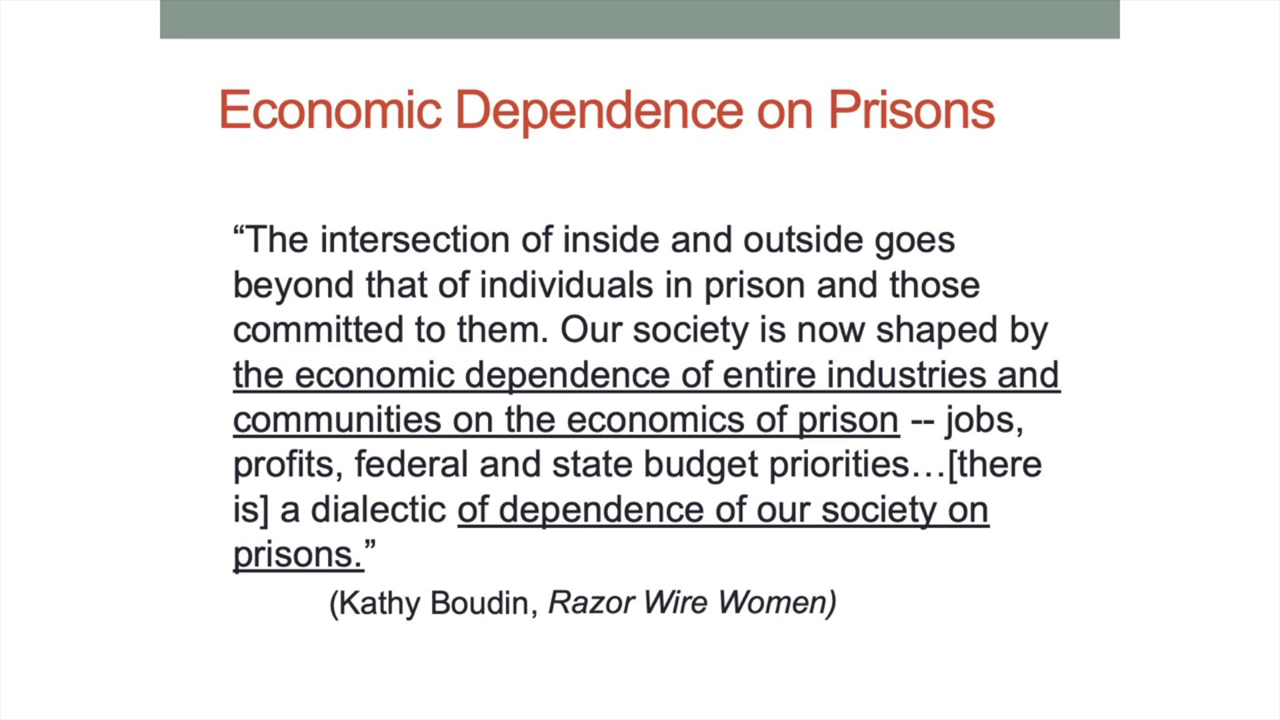 Economic Dependence on Prisons
“The intersection of inside and outside goes
beyond that of individuals in prison and those
committed to them. Our society is now shaped by
the economic dependence of entire industries and
communities on the economics of prison -- jobs,
profits, federal and state budget priorities…[there
is] a dialectic of dependence of our society on
prisons.”
(Kathy Boudin, Razor Wire Women)